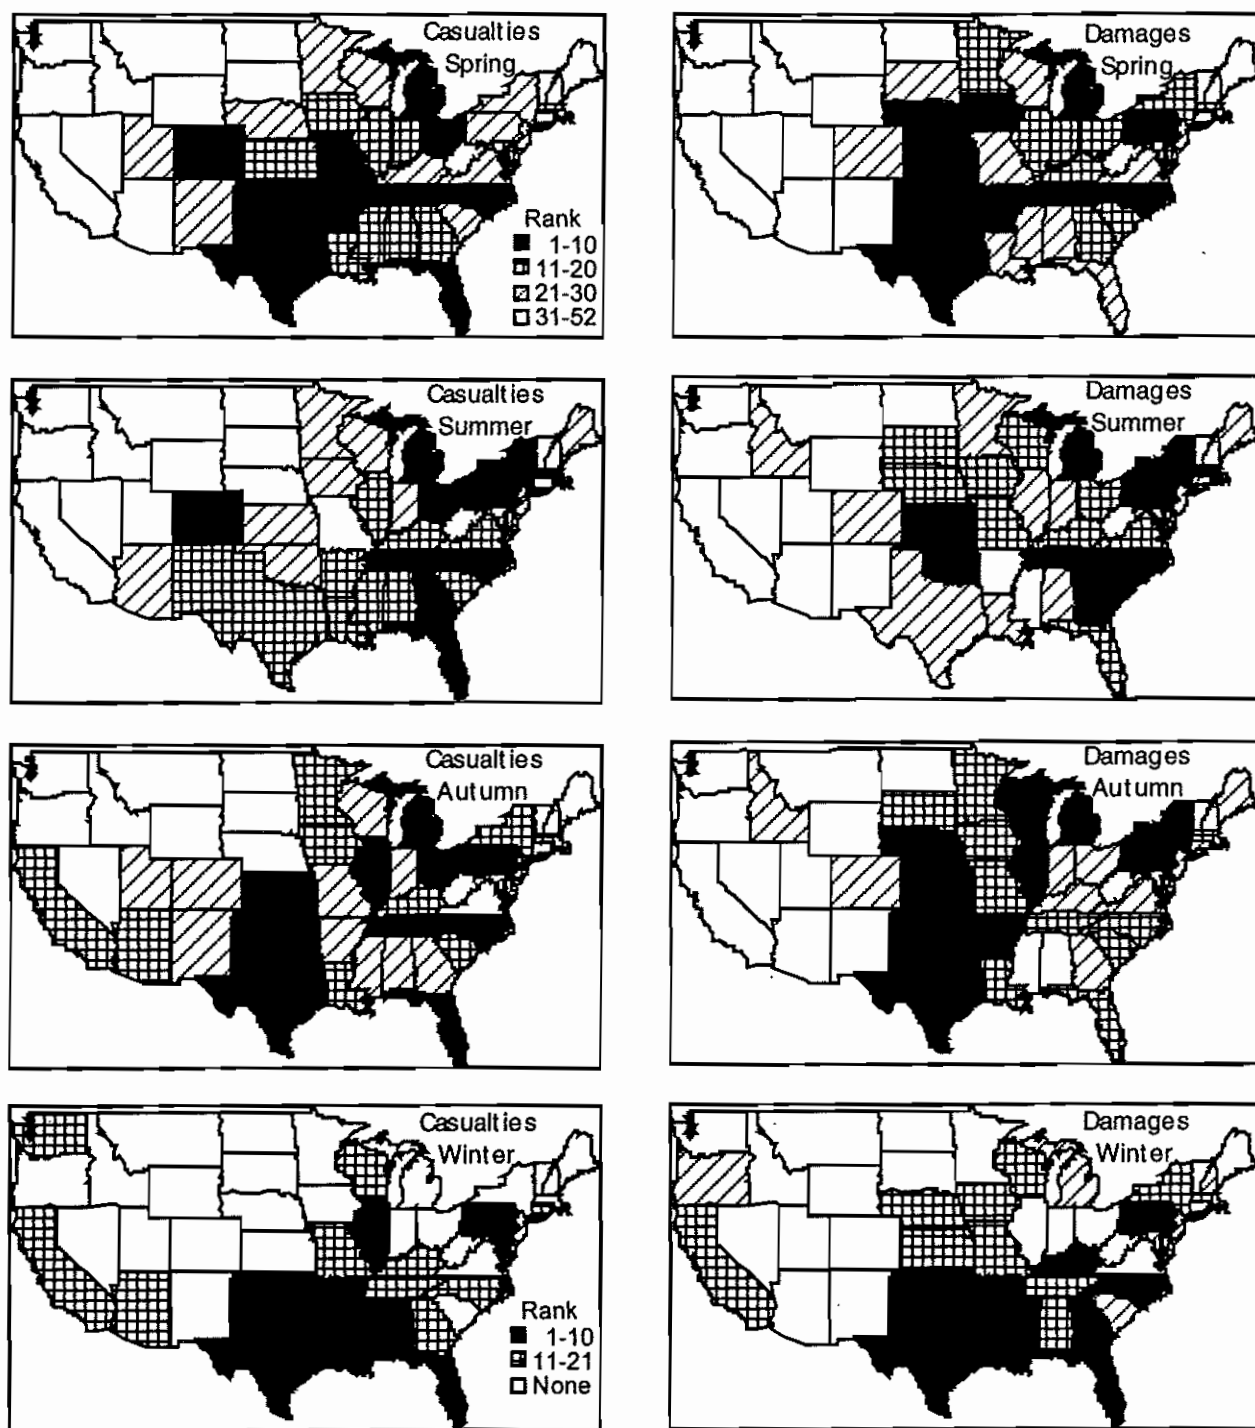 Casualties
Spring
Rank
1-10
11-20
21-30
31-52
Damages
Spring
Casualties
Summer
Damages
Summer
Casualties
Autumn
Damages
Autumn
Casualties
Winter
Rank
1-10
11-21
None
Damages
Winter